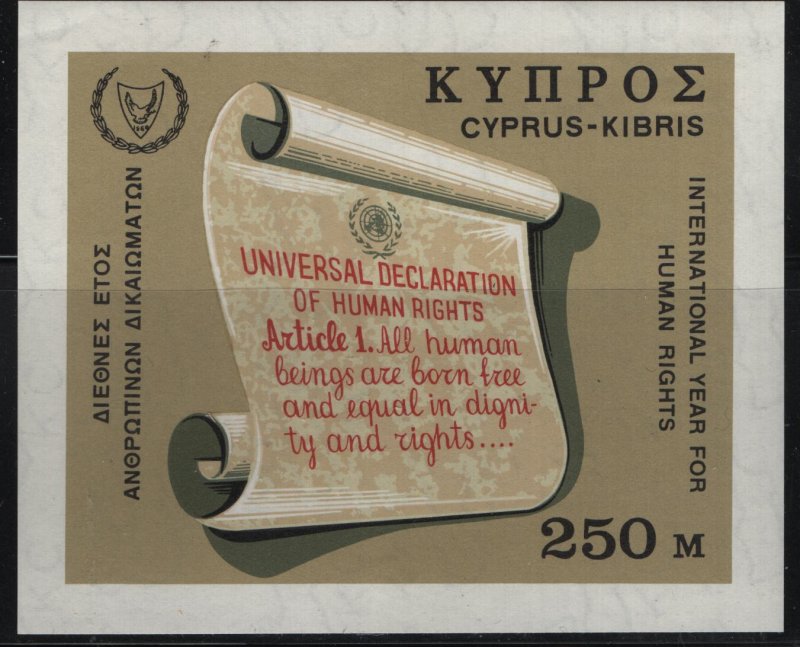 ΚΥΠΡΟΣ
CYPRUS-KIBRIS
1960
ΔΙΕΘΝΕΣ ΕΤΟΣ
ΑΝΘΡΩΠΙΝΩΝ ΔΙΚΑΙΩΜΑΤΩΝ
UNIVERSAL DECLARATION
OF HUMAN RIGHTS
Article 1. All human
beings are born free
and equal in digni-
ty and rights....
INTERNATIONAL YEAR FOR
HUMAN RIGHTS
250 M